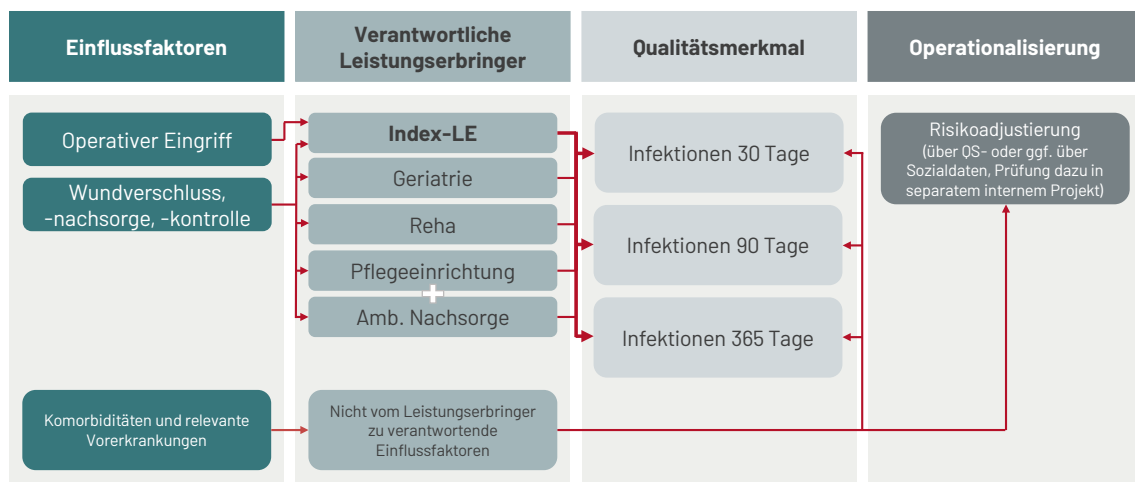 Einflussfaktoren
Verantwortliche
Leistungserbringer
Qualitätsmerkmal
Operationalisierung
Operativer Eingriff
Wundverschluss,
-nachsorge, -kontrolle
Index-LE
Geriatrie
Reha
Pflegeeinrichtung
Amb. Nachsorge
Infektionen 30 Tage
Infektionen 90 Tage
Infektionen 365 Tage
Risikoadjustierung
(über QS- oder ggf. über
Sozialdaten, Prüfung dazu in
separatem internem Projekt)
Komorbiditäten und relevante
Vorerkrankungen
Nicht vom Leistungserbringer
zu verantwortende
Einflussfaktoren